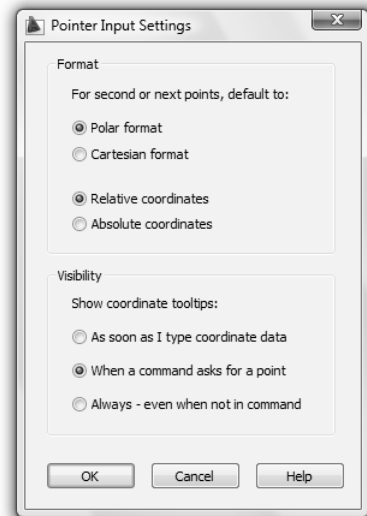 Pointer Input Settings
X
Format
For second or next points, default to:
Polar format
Cartesian format
Relative coordinates
Absolute coordinates
Visibility
Show coordinate tooltips:
As soon as I type coordinate data
When a command asks for a point
Always - even when not in command
OK Cancel Help